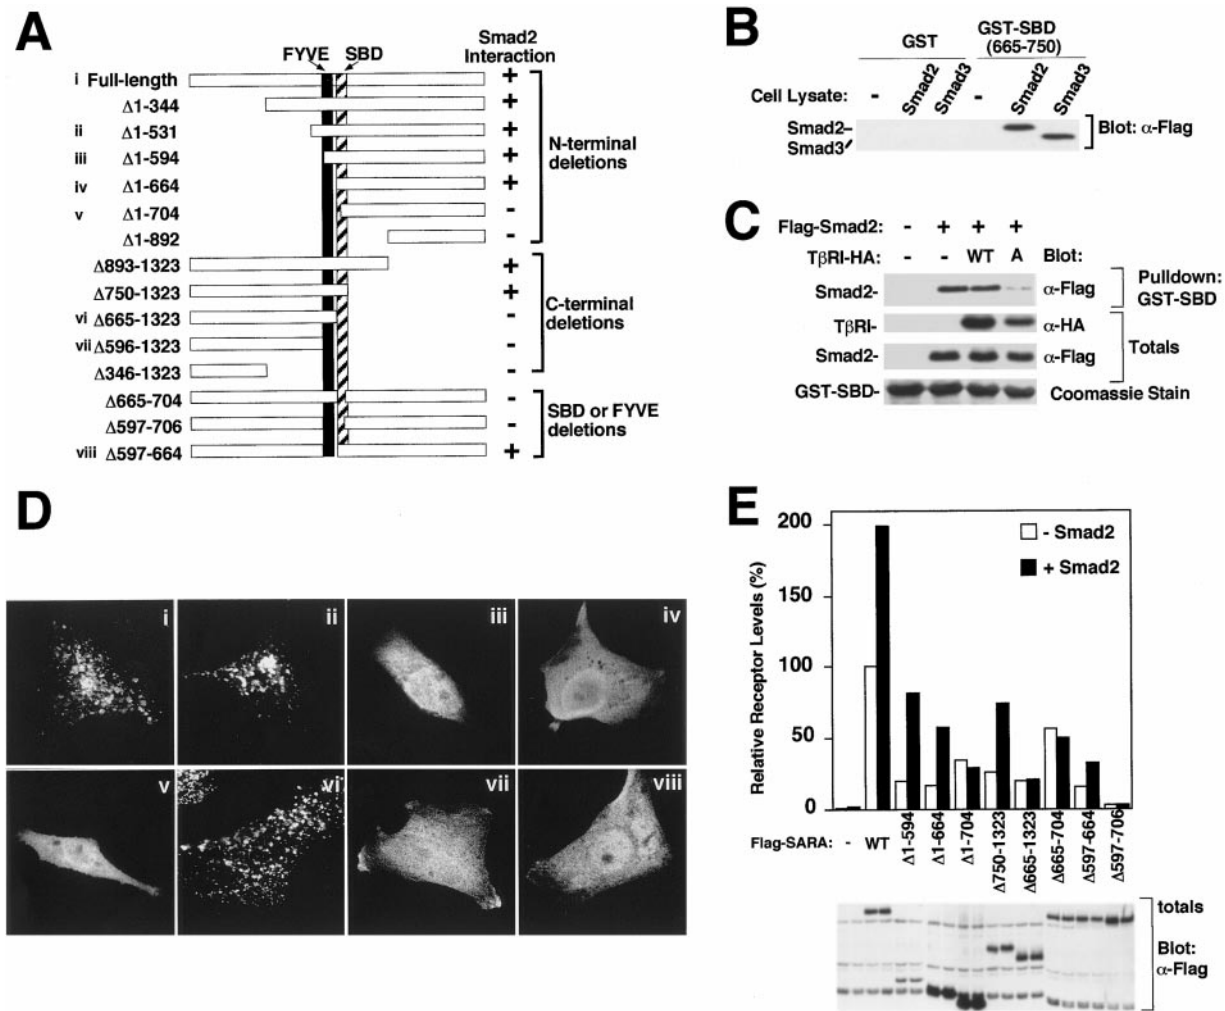 A
FYVE SBD
Smad2
Interaction
i Full-length +
Δ1-344 +
ii Δ1-531 +
iii Δ1-594 +
iv Δ1-664 +
v Δ1-704 -
Δ1-892 -
N-terminal
deletions
Δ893-1323 +
Δ750-1323 +
vi Δ665-1323 -
vii Δ596-1323 -
Δ346-1323 -
C-terminal
deletions
Δ665-704 -
Δ597-706 -
viii Δ597-664 +
SBD or FYVE
deletions
B
GST
GST-SBD
(665-750)
Cell Lysate: - Smad2 Smad3 - Smad2 Smad3
Smad2-
Smad3
Blot: α-Flag
C
Flag-Smad2: - + + +
TβRI-HA: - - WT A Blot:
Smad2- α-Flag
Pulldown:
GST-SBD
TβRI- α-HA
Smad2- α-Flag
Totals
GST-SBD- Coomassie Stain
D
i
ii
iii
iv
v
vi
vii
viii
E
Relative Receptor Levels (%)
200
150
100
50
0
- Smad2
+ Smad2
Flag-SARA: - WT Δ1-594 Δ1-664 Δ1-704 Δ750-1323 Δ665-1323 Δ665-704 Δ597-664 Δ597-706
totals
Blot:
α-Flag